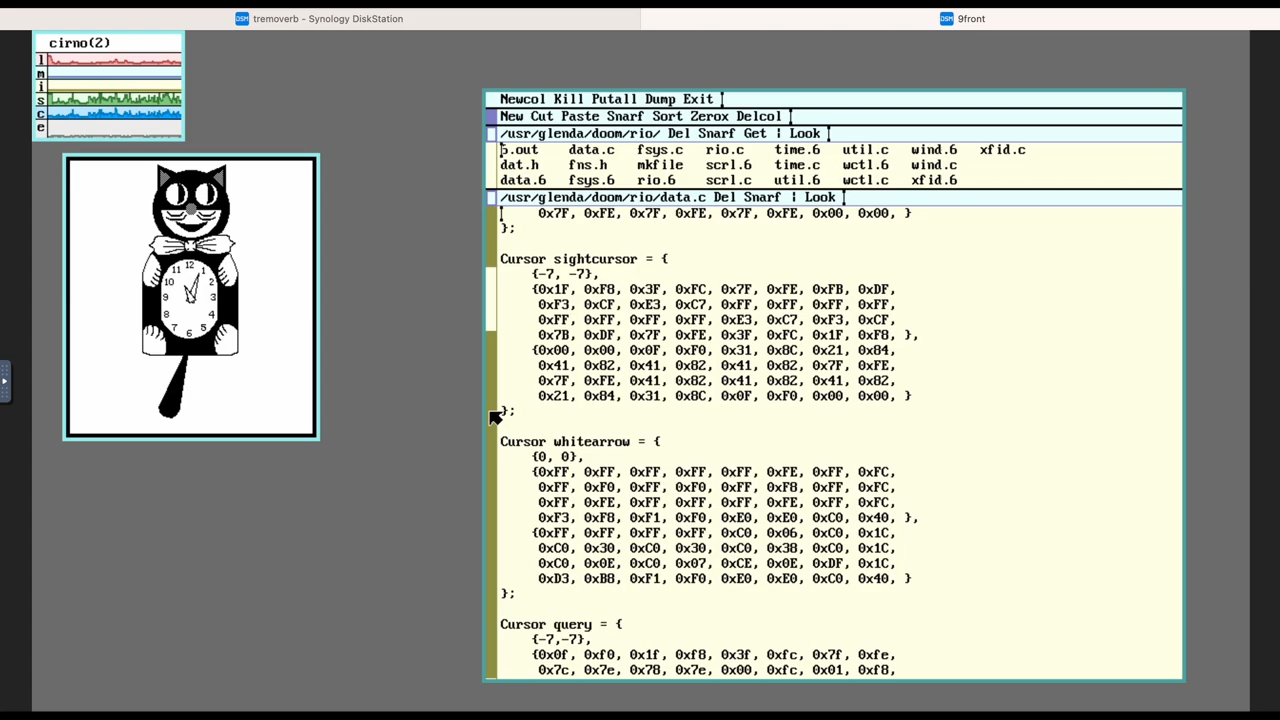 tremoverb - Synology DiskStation
9front
cirno(2)
l
m
i
s
c
e
12
11 1
10 2
9 3
8 4
7 5
6
Newcol Kill Putall Dump Exit
New Cut Paste Snarf Sort Zerox Delcol
/usr/glenda/doom/rio/ Del Snarf Get | Look
6.out data.c fsys.c rio.c time.6 util.c wind.6 xfid.c
dat.h fns.h mkfile scrl.6 time.c wctl.6 wind.c
data.6 fsys.6 rio.6 scrl.c util.6 wctl.c xfid.6
/usr/glenda/doom/rio/data.c Del Snarf | Look
0x7F, 0xFE, 0x7F, 0xFE, 0x7F, 0xFE, 0x00, 0x00, }
};
Cursor sightcursor = {
{-7, -7},
{0x1F, 0xF8, 0x3F, 0xFC, 0x7F, 0xFE, 0xFB, 0xDF,
0xF3, 0xCF, 0xE3, 0xC7, 0xFF, 0xFF, 0xFF, 0xFF,
0xFF, 0xFF, 0xFF, 0xFF, 0xE3, 0xC7, 0xF3, 0xCF,
0x7B, 0xDF, 0x7F, 0xFE, 0x3F, 0xFC, 0x1F, 0xF8, },
{0x00, 0x00, 0x0F, 0xF0, 0x31, 0x8C, 0x21, 0x84,
0x41, 0x82, 0x41, 0x82, 0x41, 0x82, 0x7F, 0xFE,
0x7F, 0xFE, 0x41, 0x82, 0x41, 0x82, 0x41, 0x82,
0x21, 0x84, 0x31, 0x8C, 0x0F, 0xF0, 0x00, 0x00, }
};
Cursor whitearrow = {
{0, 0},
{0xFF, 0xFF, 0xFF, 0xFF, 0xFF, 0xFE, 0xFF, 0xFC,
0xFF, 0xF0, 0xFF, 0xF0, 0xFF, 0xF8, 0xFF, 0xFC,
0xFF, 0xFE, 0xFF, 0xFF, 0xFF, 0xFE, 0xFF, 0xFC,
0xF3, 0xF8, 0xF1, 0xF0, 0xE0, 0xE0, 0xC0, 0x40, },
{0xFF, 0xFF, 0xFF, 0xFF, 0xC0, 0x06, 0xC0, 0x1C,
0xC0, 0x30, 0xC0, 0x30, 0xC0, 0x38, 0xC0, 0x1C,
0xC0, 0x0E, 0xC0, 0x07, 0xCE, 0x0E, 0xDF, 0x1C,
0xD3, 0xB8, 0xF1, 0xF0, 0xE0, 0xE0, 0xC0, 0x40, }
};
Cursor query = {
{-7,-7},
{0x0f, 0xf0, 0x1f, 0xf8, 0x3f, 0xfc, 0x7f, 0xfe,
0x7c, 0x7e, 0x78, 0x7e, 0x00, 0xfc, 0x01, 0xf8,